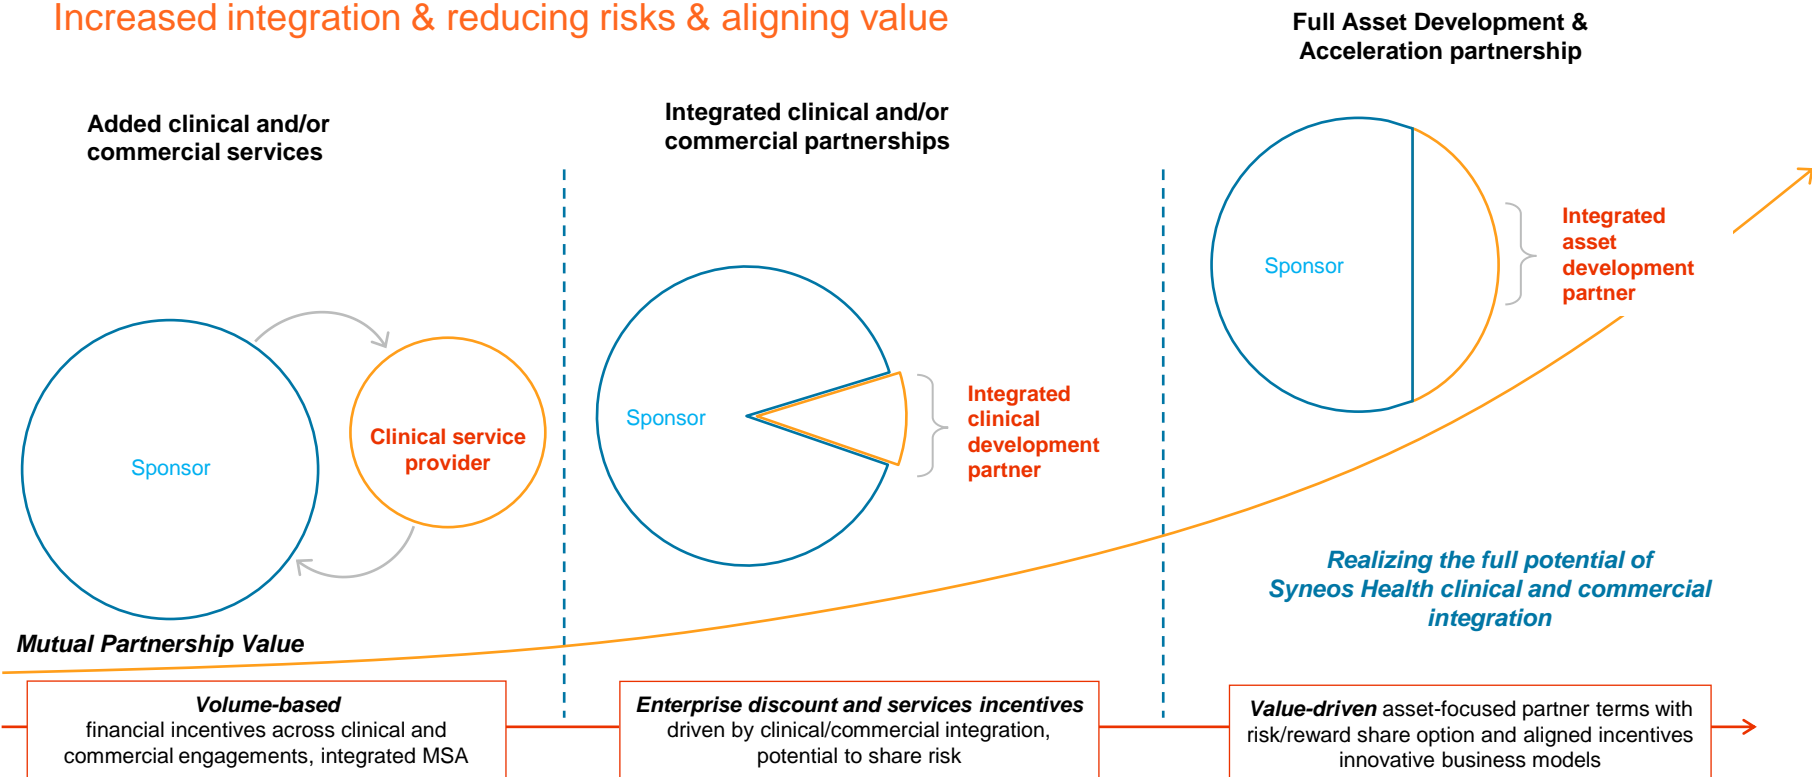 Increased integration & reducing risks & aligning value
Added clinical and/or
commercial services
Sponsor
Clinical service
provider
Integrated clinical and/or
commercial partnerships
Sponsor
Integrated
clinical
development
partner
Full Asset Development &
Acceleration partnership
Sponsor
Integrated
asset
development
partner
Realizing the full potential of
Syneos Health clinical and commercial
integration
Mutual Partnership Value
Volume-based
financial incentives across clinical and
commercial engagements, integrated MSA
Enterprise discount and services incentives
driven by clinical/commercial integration,
potential to share risk
Value-driven asset-focused partner terms with
risk/reward share option and aligned incentives
innovative business models